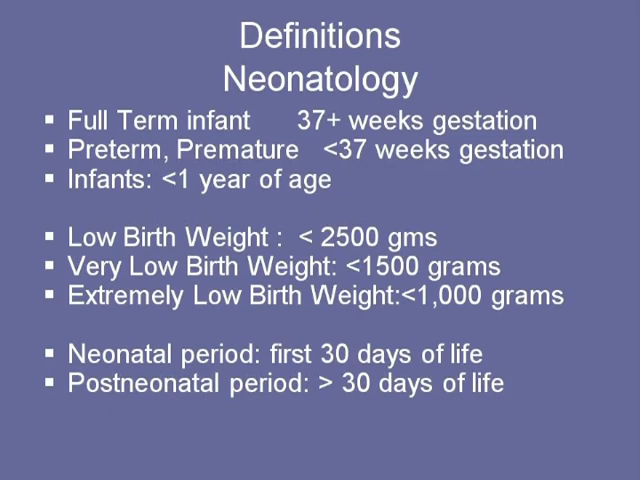 Definitions
Neonatology
▪ Full Term infant 37+ weeks gestation
▪ Preterm, Premature <37 weeks gestation
▪ Infants: <1 year of age
▪ Low Birth Weight : < 2500 gms
▪ Very Low Birth Weight: <1500 grams
▪ Extremely Low Birth Weight:<1,000 grams
▪ Neonatal period: first 30 days of life
▪ Postneonatal period: > 30 days of life